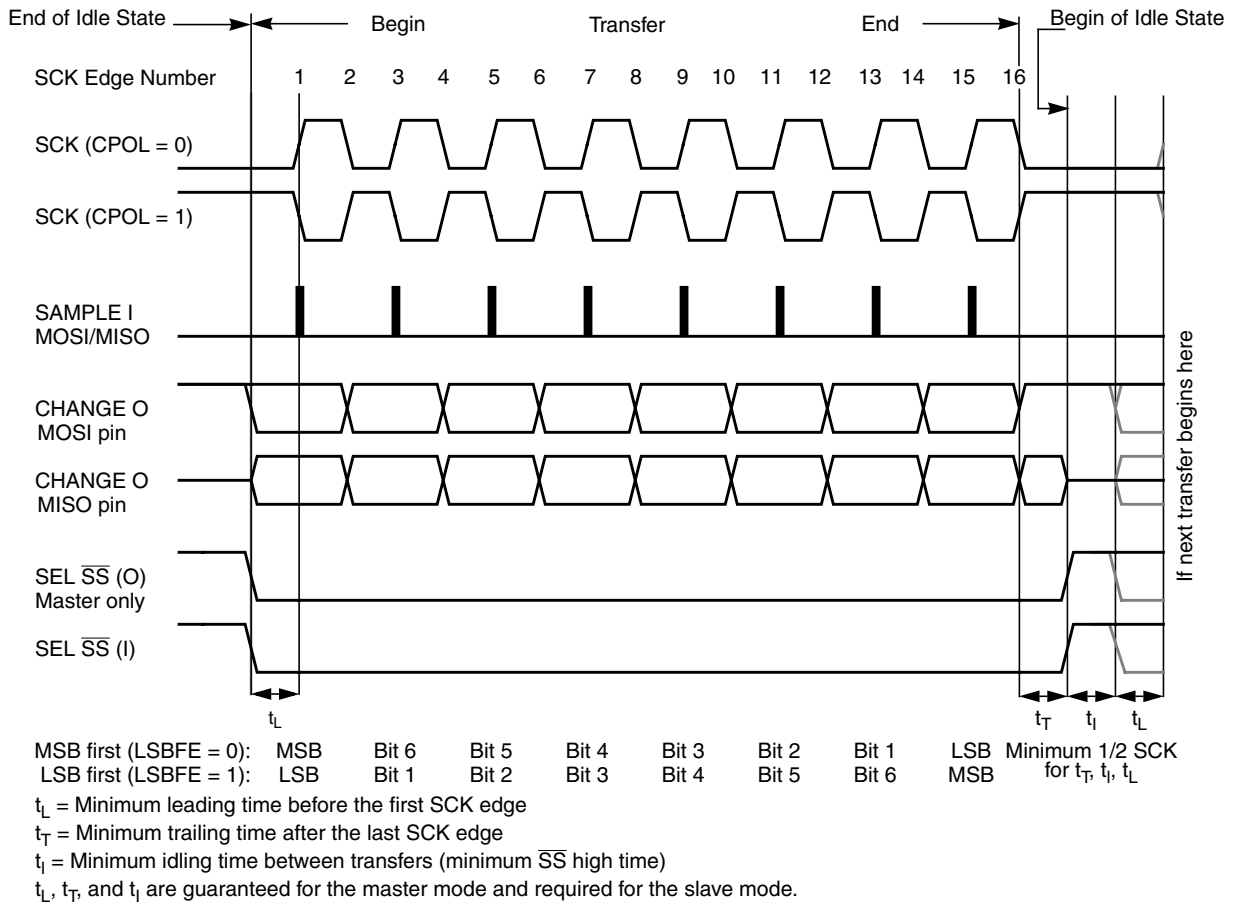 End of Idle State
Begin
Transfer
End
Begin of Idle State
SCK Edge Number
1 2 3 4 5 6 7 8 9 10 11 12 13 14 15 16
SCK (CPOL = 0)
SCK (CPOL = 1)
SAMPLE I
MOSI/MISO
CHANGE O
MOSI pin
CHANGE O
MISO pin
SEL S̅S̅ (O)
Master only
SEL S̅S̅ (I)
If next transfer begins here
tL
tT tI tL
MSB first (LSBFE = 0): MSB Bit 6 Bit 5 Bit 4 Bit 3 Bit 2 Bit 1 LSB
LSB first (LSBFE = 1): LSB Bit 1 Bit 2 Bit 3 Bit 4 Bit 5 Bit 6 MSB
Minimum 1/2 SCK
for tT, tI, tL
tL = Minimum leading time before the first SCK edge
tT = Minimum trailing time after the last SCK edge
tI = Minimum idling time between transfers (minimum S̅S̅ high time)
tL, tT, and tI are guaranteed for the master mode and required for the slave mode.